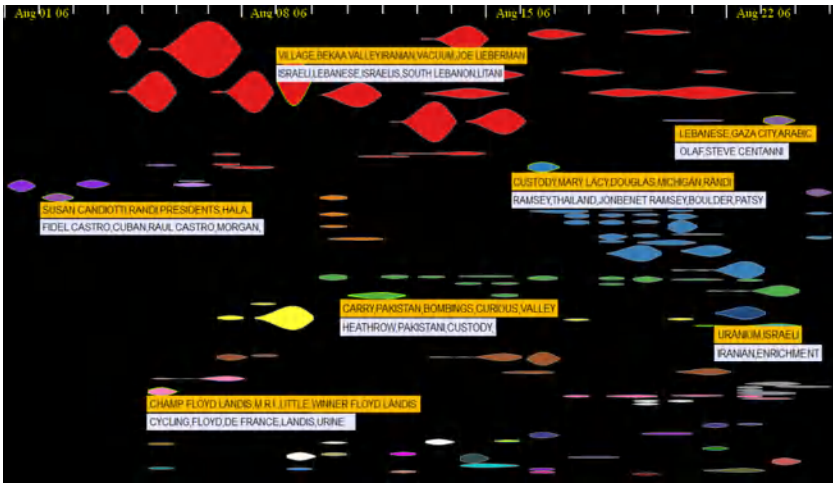 Aug 01 06
Aug 08 06
Aug 15 06
Aug 22 06
VILLAGE,BEKAA VALLEY,IRANIAN,VACUUM,JOE LIEBERMAN
ISRAELI,LEBANESE,ISRAELIS,SOUTH LEBANON,LITANI
LEBANESE,GAZA CITY,ARABIC
OLAF,STEVE CENTANNI
CUSTODY,MARY LACY,DOUGLAS,MICHIGAN,RANDI
RAMSEY,THAILAND,JONBENET RAMSEY,BOULDER,PATSY
SUSAN CANDIOTTI,RANDI,PRESIDENTS,HALA,
FIDEL CASTRO,CUBAN,RAUL CASTRO,MORGAN,
CARRY,PAKISTAN,BOMBINGS,CURIOUS,VALLEY
HEATHROW,PAKISTANI,CUSTODY,
URANIUM,ISRAELI
IRANIAN,ENRICHMENT
CHAMP FLOYD LANDIS,M.R.I.,LITTLE,WINNER FLOYD LANDIS
CYCLING,FLOYD,DE FRANCE,LANDIS,URINE